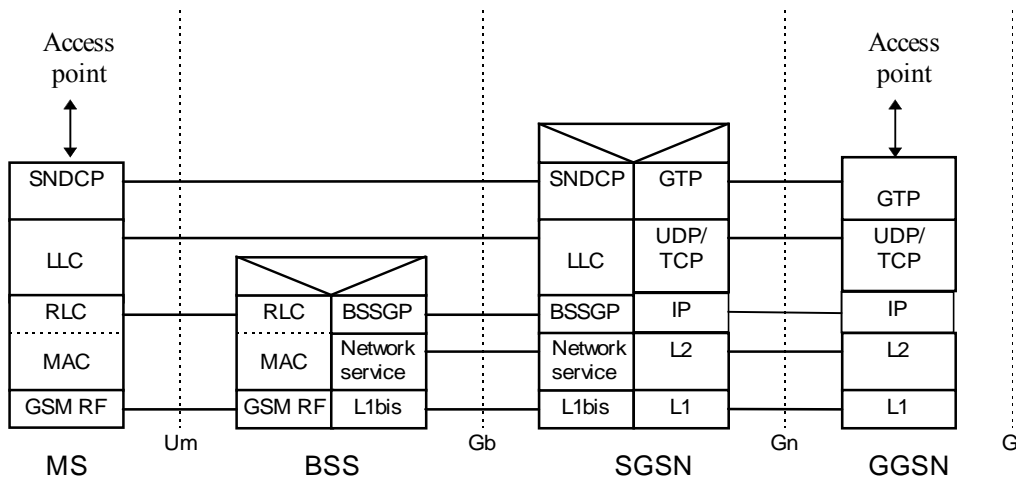 Access
point
Access
point
SNDCP
SNDCP
GTP
GTP
LLC
LLC
UDP/
TCP
UDP/
TCP
RLC
RLC
BSSGP
BSSGP
IP
IP
MAC
MAC
Network
service
Network
service
L2
L2
GSM RF
GSM RF
L1bis
L1bis
L1
L1
Um
Gb
Gn
G
MS
BSS
SGSN
GGSN